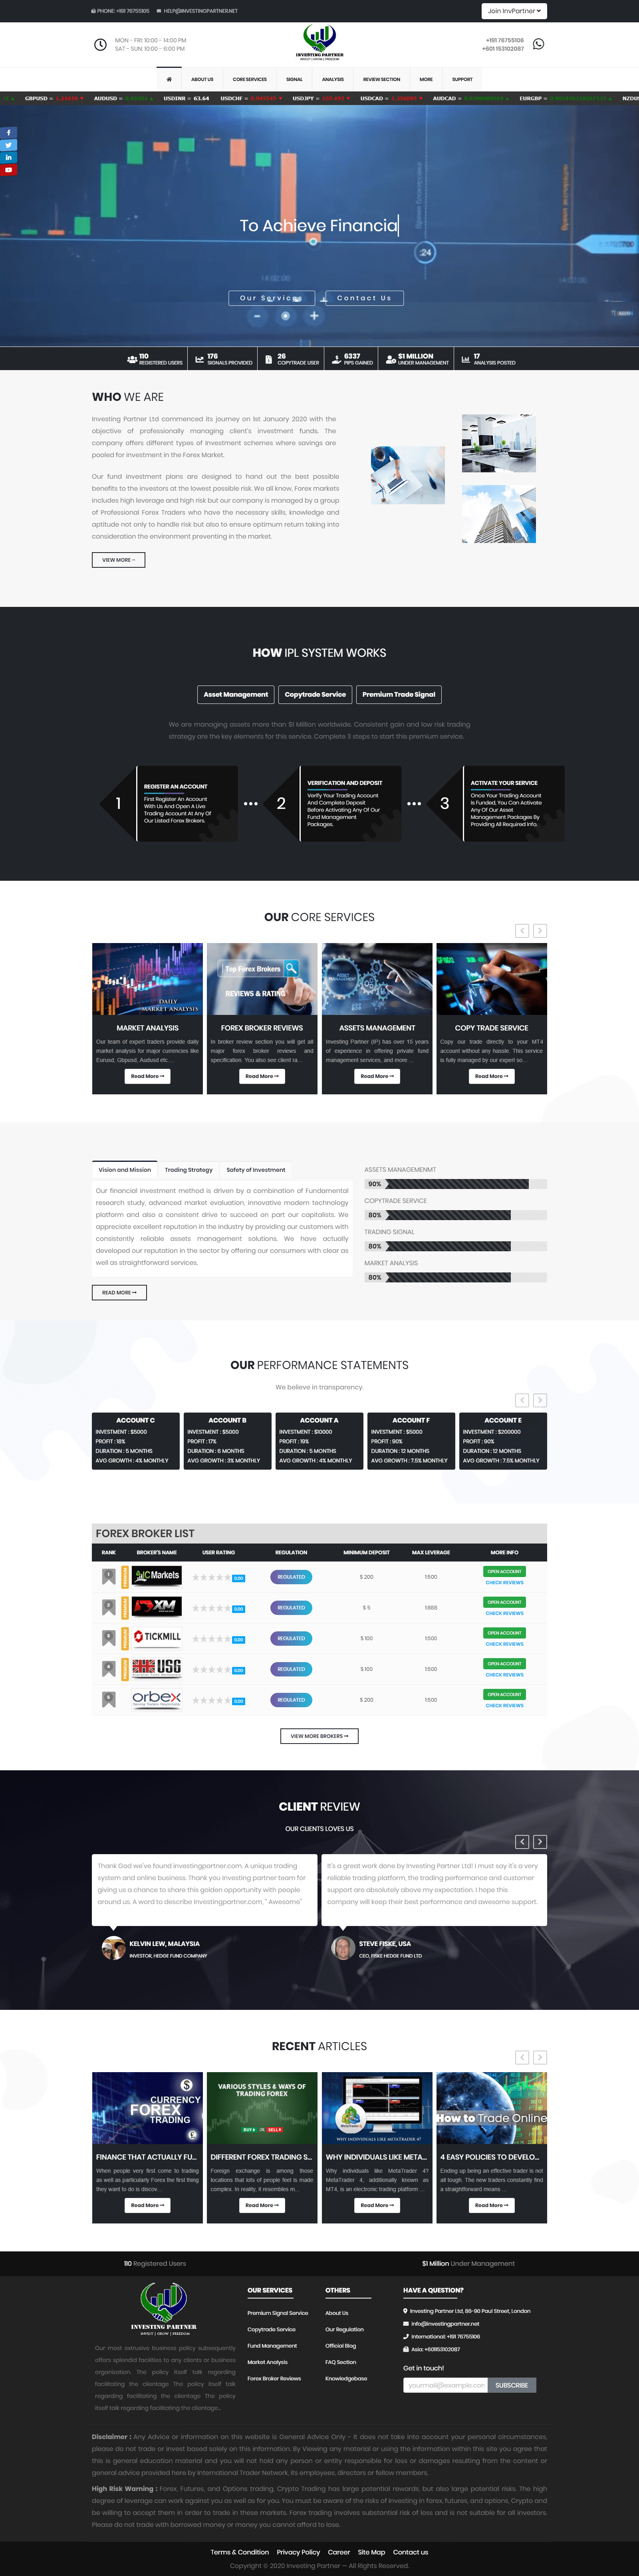 PHONE: +191 76755105 HELP@INVESTINGPARTNER.NET
Join InvPartner
MON - FRI: 10:00 - 14:00 PM
SAT - SUN: 10:00 - 6:00 PM
INVESTING PARTNER
INVEST | CAPITAL | FREEDOM
+191 76755106
+601 153102087
ABOUT US CORE SERVICES SIGNAL ANALYSIS REVIEW SECTION MORE SUPPORT
GBPUSD = AUDUSD = USDINR = 63.64 USDCHF = USDJPY = USDCAD = AUDCAD = EURGBP =
To Achieve Financia
Our Services
Contact Us
110
REGISTERED USERS
176
SIGNALS PROVIDED
26
COPYTRADE USER
6337
PIPS GAINED
$1 MILLION
UNDER MANAGEMENT
17
ANALYSIS POSTED
WHO WE ARE
Investing Partner Ltd commenced its journey on 1st January 2020 with the
objective of professionally managing client's investment funds. The
company offers different types of investment schemes where savings are
pooled for investment in the Forex Market.
Our fund investment plans are designed to hand out the best possible
benefits to the investors at the lowest possible risk. We all know, Forex markets
includes high leverage and high risk but our company is managed by a group
of Professional Forex Traders who have the necessary skills, knowledge and
aptitude not only to handle risk but also to ensure optimum return taking into
consideration the environment preventing in the market.
VIEW MORE
HOW IPL SYSTEM WORKS
Asset Management
Copytrade Service
Premium Trade Signal
We are managing assets more than $1 Million worldwide. Consistent gain and low risk trading
strategy are the key elements for this service. Complete 3 steps to start this premium service.
1
REGISTER AN ACCOUNT
First Register An Account
With Us And Open A Live
Trading Account At Any Of
Our Listed Forex Brokers.
2
VERIFICATION AND DEPOSIT
Verify Your Trading Account
And Complete Deposit
Before Activating Any Of Our
Fund Management
Packages.
3
ACTIVATE YOUR SERVICE
Once Your Trading Account
Is Funded, You Can Activate
Any Of Our Asset
Management Packages By
Providing All Required Info.
OUR CORE SERVICES
DAILY
MARKET ANALYSIS
MARKET ANALYSIS
Our team of expert traders provide daily
market analysis for major currencies like
Eurusd, Gbpusd, Audusd etc....
Read More
Top Forex Brokers
REVIEWS & RATING
FOREX BROKER REVIEWS
In broker review section you will get all
major forex broker reviews and
specification. You also see client ra...
Read More
ASSET MANAGEMENT
ASSETS MANAGEMENT
Investing Partner (IP) has over 15 years
of experience in offering private fund
management services, and more ...
Read More
COPY TRADE SERVICE
Copy our trade directly to your MT4
account without any hassle. This service
is fully managed by our expert so...
Read More
Vision and Mission
Trading Strategy
Safety of Investment
Our financial investment method is driven by a combination of Fundamental
research study, advanced market evaluation, innovative modern technology
platform and also a consistent drive to succeed on part our capitalists. We
appreciate excellent reputation in the industry by providing our customers with
consistently reliable assets management solutions. We have actually
developed our reputation in the sector by offering our consumers with clear as
well as straightforward services.
READ MORE
ASSETS MANAGEMENMT
90%
COPYTRADE SERVICE
80%
TRADING SIGNAL
80%
MARKET ANALYSIS
80%
OUR PERFORMANCE STATEMENTS
We believe in transparency.
ACCOUNT C
INVESTMENT : $5000
PROFIT : 18%
DURATION : 5 MONTHS
AVG GROWTH : 4% MONTHLY
ACCOUNT B
INVESTMENT : $5000
PROFIT : 17%
DURATION : 6 MONTHS
AVG GROWTH : 3% MONTHLY
ACCOUNT A
INVESTMENT : $10000
PROFIT : 19%
DURATION : 5 MONTHS
AVG GROWTH : 4% MONTHLY
ACCOUNT F
INVESTMENT : $5000
PROFIT : 90%
DURATION : 12 MONTHS
AVG GROWTH : 7.5% MONTHLY
ACCOUNT E
INVESTMENT : $200000
PROFIT : 90%
DURATION : 12 MONTHS
AVG GROWTH : 7.5% MONTHLY
FOREX BROKER LIST
RANK BROKER'S NAME USER RATING REGULATION MINIMUM DEPOSIT MAX LEVERAGE MORE INFO
1 IC Markets 0.00 REGULATED $ 200 1:500 OPEN ACCOUNT
CHECK REVIEWS
2 XM 0.00 REGULATED $ 5 1:888 OPEN ACCOUNT
CHECK REVIEWS
3 TICKMILL 0.00 REGULATED $ 100 1:500 OPEN ACCOUNT
CHECK REVIEWS
4 USG 0.00 REGULATED $ 100 1:500 OPEN ACCOUNT
CHECK REVIEWS
5 orbex 0.00 REGULATED $ 200 1:500 OPEN ACCOUNT
CHECK REVIEWS
VIEW MORE BROKERS
CLIENT REVIEW
OUR CLIENTS LOVES US
Thank God we've found investingpartner.com. A unique trading
system and online business. Thank you Investing partner team for
giving us a chance to share this golden opportunity with people
around us. A word to describe Investingpartner.com, " Awesome"
KELVIN LEW, MALAYSIA
INVESTOR, HEDGE FUND COMPANY
It's a great work done by Investing Partner Ltd! I must say it's a very
reliable trading platform, the trading performance and customer
support are absolutely above my expectation. I hope this
company will keep their best performance and awesome support.
STEVE FISKE, USA
CEO, FISKE HEDGE FUND LTD
RECENT ARTICLES
CURRENCY
FOREX
TRADING
FINANCE THAT ACTUALLY FU...
When people very first come to trading
as well as particularly Forex the first thing
they want to do is discov...
Read More
VARIOUS STYLES & WAYS OF
TRADING FOREX
BUY SELLS
DIFFERENT FOREX TRADING S...
Foreign exchange is among those
locations that lots of people feel is made
complex. In reality, it resembles m...
Read More
WHY INDIVIDUALS LIKE METATRADER 4?
WHY INDIVIDUALS LIKE META...
Why individuals like MetaTrader 4?
MetaTrader 4, additionally known as
MT4, is an electronic trading platform ...
Read More
How to Trade Online
4 EASY POLICIES TO DEVELO...
Ending up being an effective trader is not
all tough. The new traders constantly find
a straightforward means ...
Read More
110 Registered Users
$1 Million Under Management
INVESTING PARTNER
INVEST | GROW | FREEDOM
Our most extrusive business policy subsequently
offers splendid facilities to any clients or business
organization. The policy itself talk regarding
facilitating the clientage The policy itself talk
regarding facilitating the clientage The policy
itself talk regarding facilitating the clientage...
OUR SERVICES
Premium Signal Service
Copytrade Service
Fund Management
Market Analysis
Forex Broker Reviews
OTHERS
About Us
Our Regulation
Official Blog
FAQ Section
Knowledgebase
HAVE A QUESTION?
Investing Partner Ltd, 86-90 Paul Street, London
info@investingpartner.net
International: +191 76755106
Asia: +601153102087
Get in touch!
yourmail@example.com
SUBSCRIBE
Disclaimer : Any Advice or information on this website is General Advice Only - It does not take into account your personal circumstances,
please do not trade or invest based solely on this information. By Viewing any material or using the information within this site you agree that
this is general education material and you will not hold any person or entity responsible for loss or damages resulting from the content or
general advice provided here by International Trader Network, its employees, directors or fellow members.
High Risk Warning : Forex, Futures, and Options trading, Crypto Trading has large potential rewards, but also large potential risks. The high
degree of leverage can work against you as well as for you. You must be aware of the risks of investing in forex, futures, and options, Crypto and
be willing to accept them in order to trade in these markets. Forex trading involves substantial risk of loss and is not suitable for all investors.
Please do not trade with borrowed money or money you cannot afford to lose.
Terms & Condition Privacy Policy Career Site Map Contact us
Copyright © 2020 Investing Partner — All Rights Reserved.